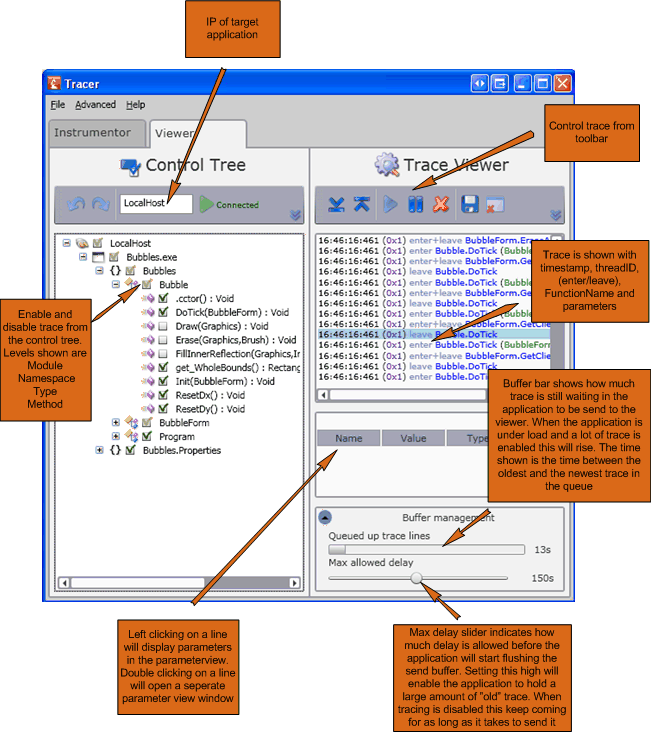 IP of target
application
Tracer
File Advanced Help
Instrumentor Viewer
Control Tree
LocalHost Connected
LocalHost
Bubbles.exe
{} Bubbles
Bubble
.cctor() : Void
DoTick(BubbleForm) : Void
Draw(Graphics) : Void
Erase(Graphics,Brush) : Void
FillInnerReflection(Graphics,In
get_WholeBounds() : Rectang
Init(BubbleForm) : Void
ResetDx() : Void
ResetDy() : Void
BubbleForm
Program
{} Bubbles.Properties
Enable and
disable trace from
the control tree.
Levels shown are
Module
Namespace
Type
Method
Control trace from
toolbar
Trace Viewer
16:46:16:461 (0x1) enter+leave BubbleForm.EraseA
16:46:16:461 (0x1) enter Bubble.DoTick (Bubble
16:46:16:461 (0x1) enter+leave BubbleForm.Ge
16:46:16:461 (0x1) leave Bubble.DoTick
16:46:16:461 (0x1) enter Bubble.DoTick (Bubb
16:46:16:461 (0x1) enter+leave BubbleForm.Ge
16:46:16:461 (0x1) leave Bubble.DoTick
16:46:16:461 (0x1) enter Bubble.DoTick (Bubb
16:46:16:461 (0x1) enter+leave BubbleForm.GetClie
16:46:16:461 (0x1) leave Bubble.DoTick
16:46:16:461 (0x1) enter Bubble.DoTick (BubbleForm
16:46:16:461 (0x1) enter+leave BubbleForm.GetClie
16:46:16:461 (0x1) leave Bubble.DoTick
16:46:16:461 (0x1) enter Bubble.DoTick
Trace is shown with
timestamp, threadID,
(enter/leave),
FunctionName and
parameters
Name Value Type
Buffer bar shows how much
trace is still waiting in the
application to be send to the
viewer. When the application is
under load and a lot of trace is
enabled this will rise. The time
shown is the time between the
oldest and the newest trace in
the queue
Buffer management
Queued up trace lines
13s
Max allowed delay
150s
Left clicking on a line
will display parameters
in the parameterview.
Double clicking on a line
will open a seperate
parameter view window
Max delay slider indicates how
much delay is allowed before the
application will start flushing the
send buffer. Setting this high will
enable the application to hold a
large amount of "old" trace. When
tracing is disabled this keep coming
for as long as it takes to send it